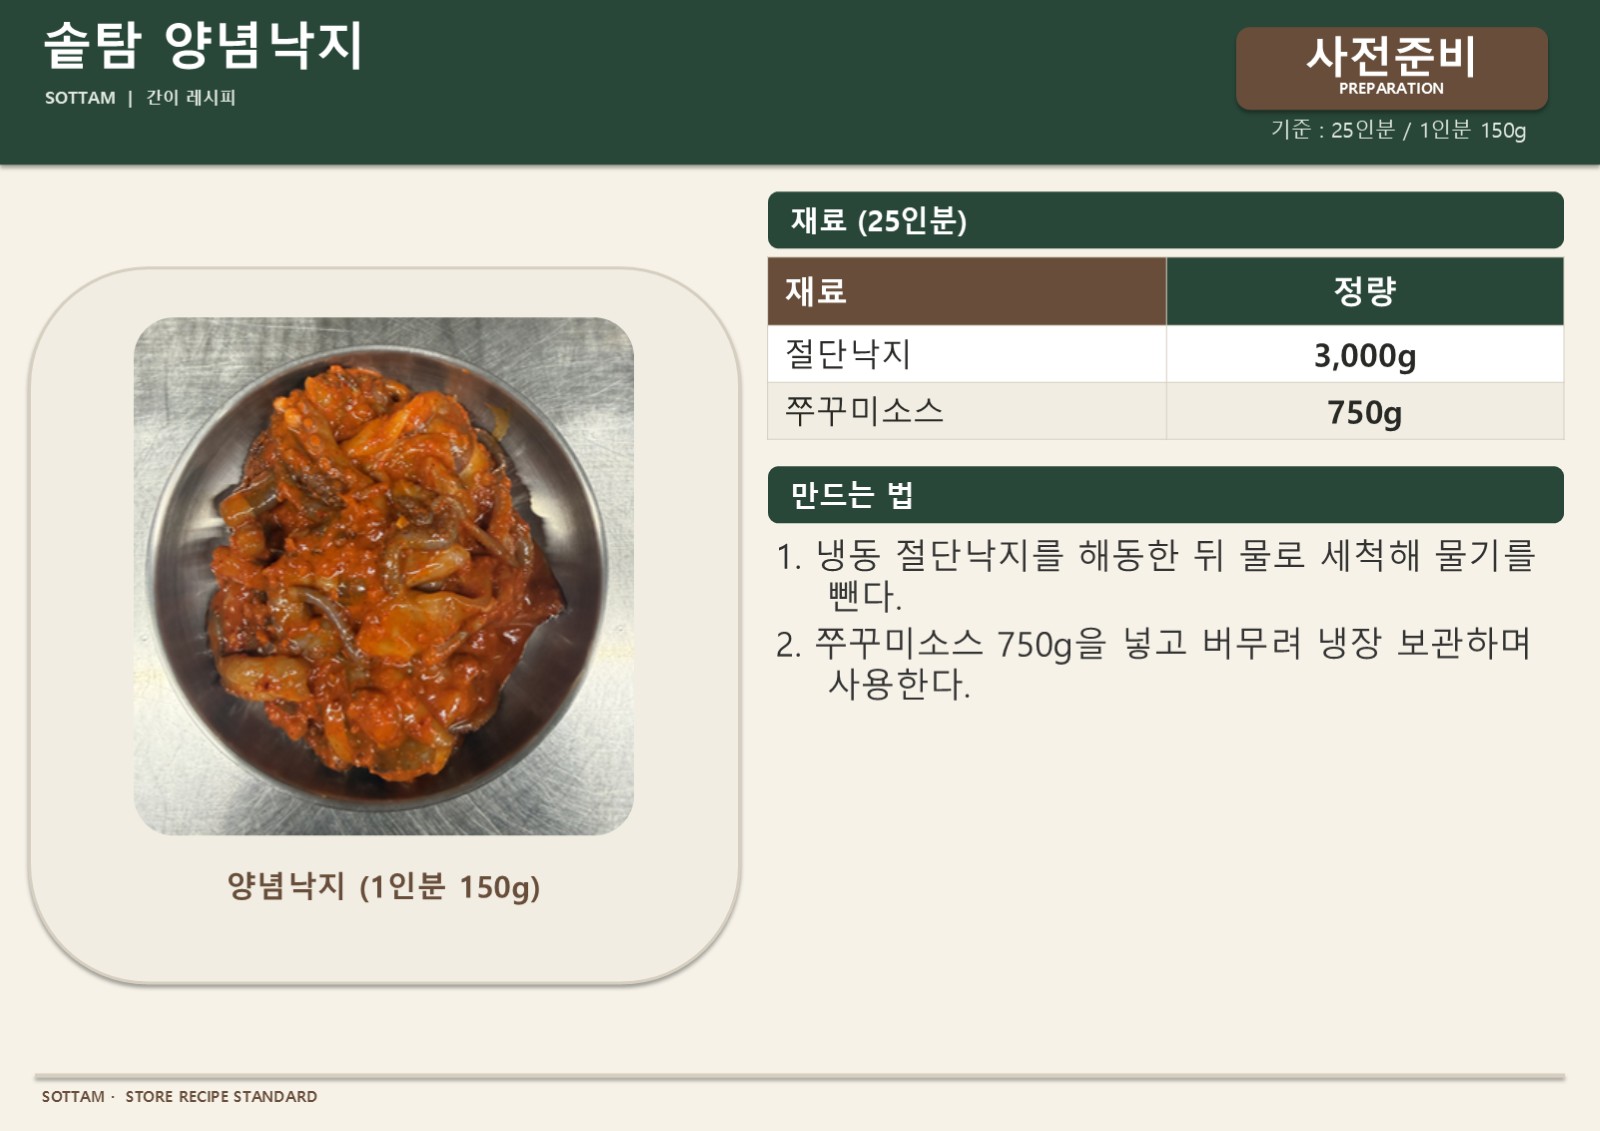 솥탐 양념낙지
SOTTAM | 간이 레시피
사전준비
PREPARATION
기준 : 25인분 / 1인분 150g
재료 (25인분)
재료 정량
절단낙지 3,000g
쭈꾸미소스 750g
만드는 법
1. 냉동 절단낙지를 해동한 뒤 물로 세척해 물기를
뺀다.
2. 쭈꾸미소스 750g을 넣고 버무려 냉장 보관하며
사용한다.
양념낙지 (1인분 150g)
SOTTAM · STORE RECIPE STANDARD